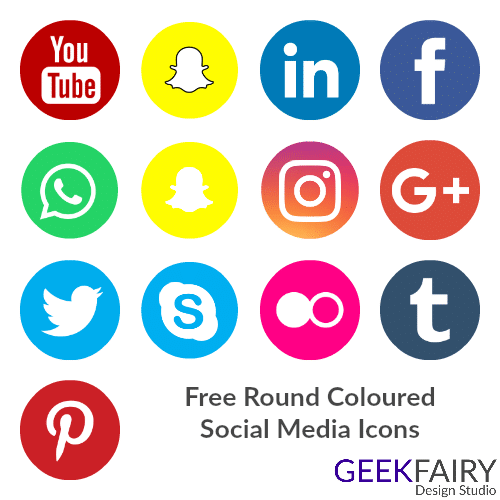 You
Tube
in
f
G+
S
t
Free Round Coloured
Social Media Icons
GEEKFAIRY
Design Studio